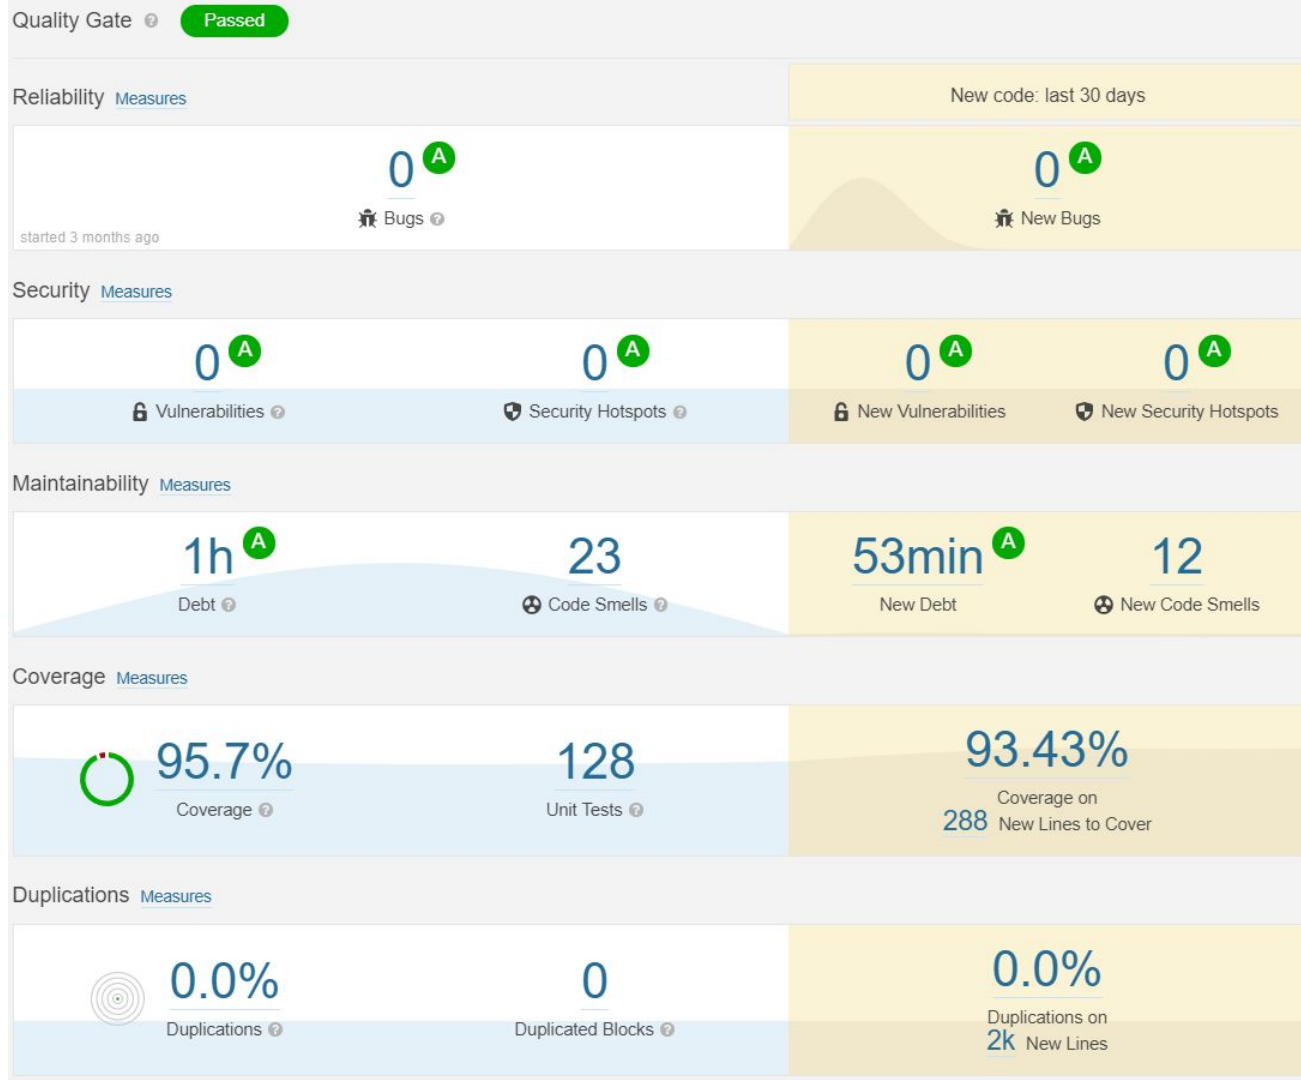 Quality Gate ? Passed
Reliability Measures
New code: last 30 days
0 A
Bugs ?
started 3 months ago
0 A
New Bugs
Security Measures
0 A
Vulnerabilities ?
0 A
Security Hotspots ?
0 A
New Vulnerabilities
0 A
New Security Hotspots
Maintainability Measures
1h A
Debt ?
23
Code Smells ?
53min A
New Debt
12
New Code Smells
Coverage Measures
95.7%
Coverage ?
128
Unit Tests ?
93.43%
Coverage on
288 New Lines to Cover
Duplications Measures
0.0%
Duplications ?
0
Duplicated Blocks ?
0.0%
Duplications on
2k New Lines